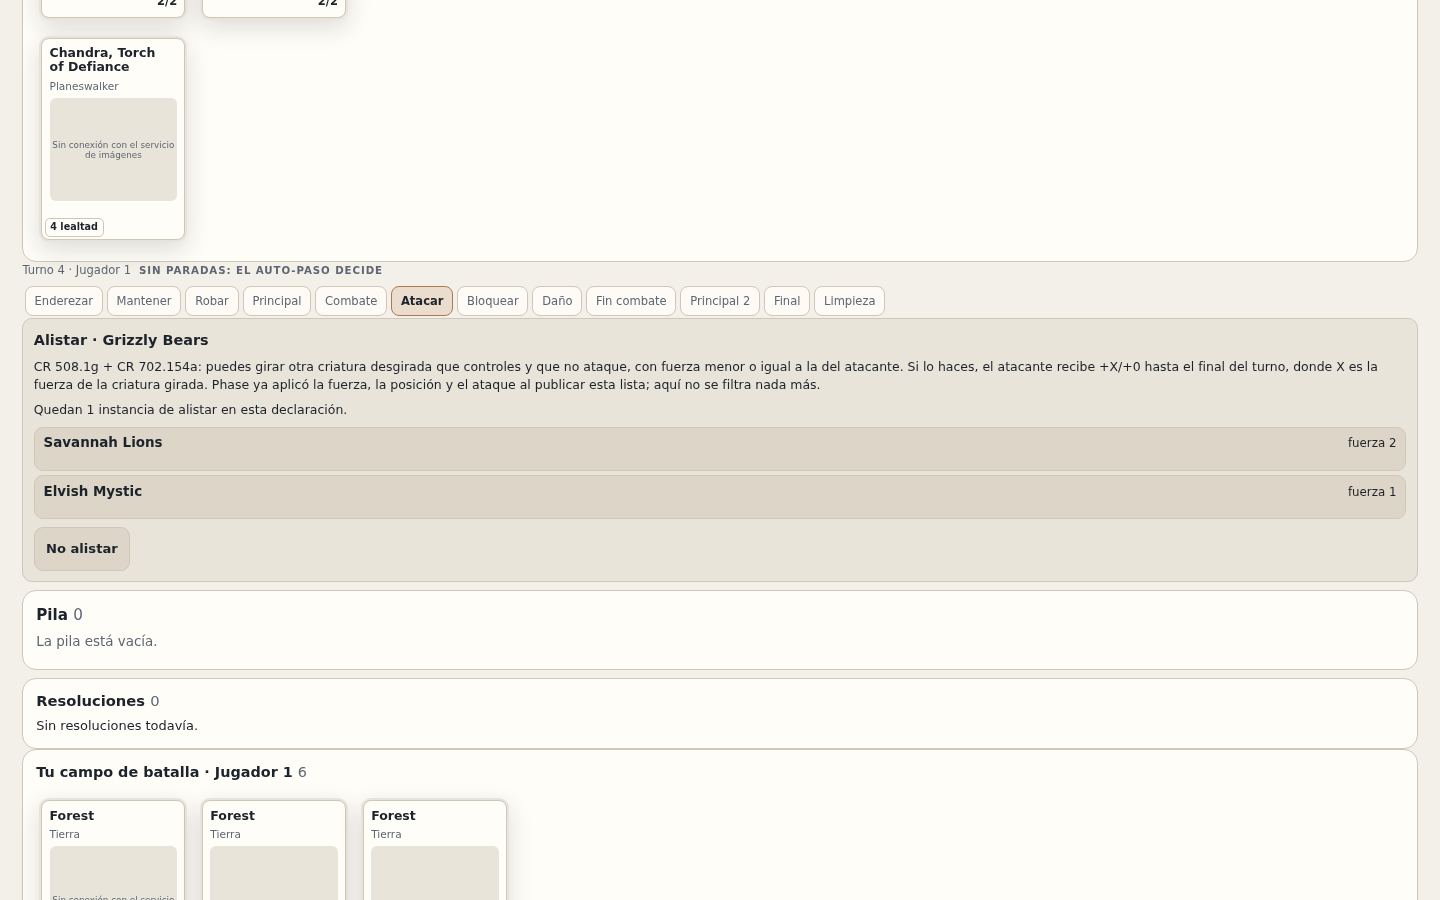 2/2
2/2
Chandra, Torch
of Defiance
Planeswalker
Sin conexión con el servicio
de imágenes
4 lealtad
Turno 4 · Jugador 1 SIN PARADAS: EL AUTO-PASO DECIDE
Enderezar Mantener Robar Principal Combate Atacar Bloquear Daño Fin combate Principal 2 Final Limpieza
Alistar · Grizzly Bears
CR 508.1g + CR 702.154a: puedes girar otra criatura desgirada que controles y que no ataque, con fuerza menor o igual a la del atacante. Si lo haces, el atacante recibe +X/+0 hasta el final del turno, donde X es la
fuerza de la criatura girada. Phase ya aplicó la fuerza, la posición y el ataque al publicar esta lista; aquí no se filtra nada más.
Quedan 1 instancia de alistar en esta declaración.
Savannah Lions fuerza 2
Elvish Mystic fuerza 1
No alistar
Pila 0
La pila está vacía.
Resoluciones 0
Sin resoluciones todavía.
Tu campo de batalla · Jugador 1 6
Forest Forest Forest
Tierra Tierra Tierra
Sin conexión con el servicio